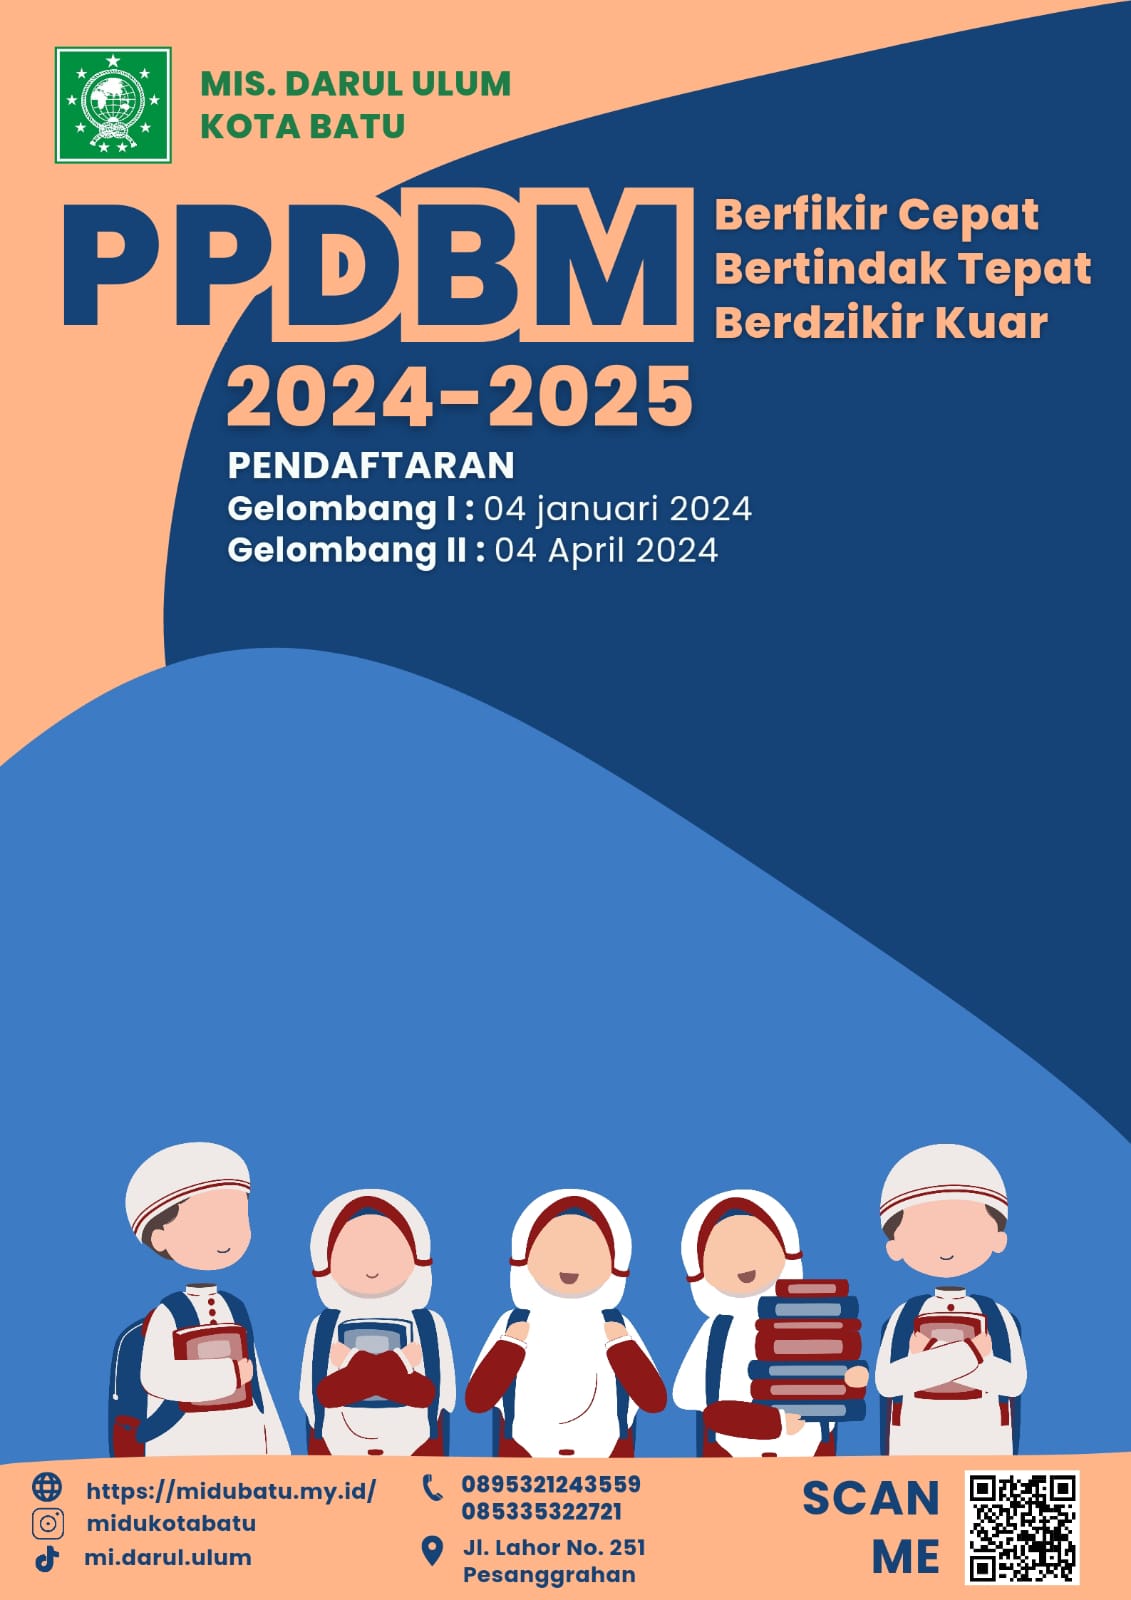 MIS. DARUL ULUM
KOTA BATU
PPDBM
Berfikir Cepat
Bertindak Tepat
Berdzikir Kuar
2024-2025
PENDAFTARAN
Gelombang I : 04 januari 2024
Gelombang II : 04 April 2024
https://midubatu.my.id/
midukotabatu
mi.darul.ulum
0895321243559
085335322721
Jl. Lahor No. 251
Pesanggrahan
SCAN
ME